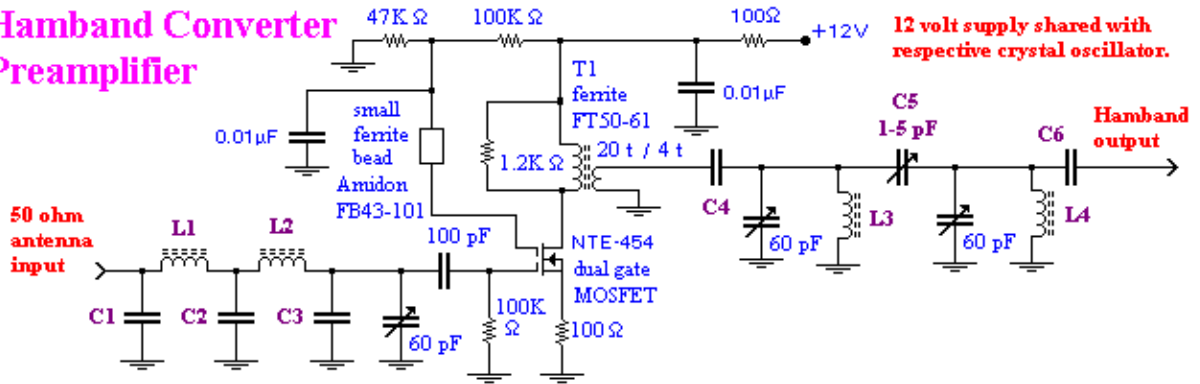 Hamband Converter
Preamplifier
47K Ω
100K Ω
100Ω
+12V
12 volt supply shared with
respective crystal oscillator.
0.01µF
small
ferrite
bead
Amidon
FB43-101
T1
ferrite
FT50-61
20 t / 4 t
1.2K Ω
0.01µF
C5
1-5 pF
C6
Hamband
output
C4
60 pF
L3
60 pF
L4
50 ohm
antenna
input
L1
L2
100 pF
NTE-454
dual gate
MOSFET
C1
C2
C3
60 pF
100K
Ω
100Ω